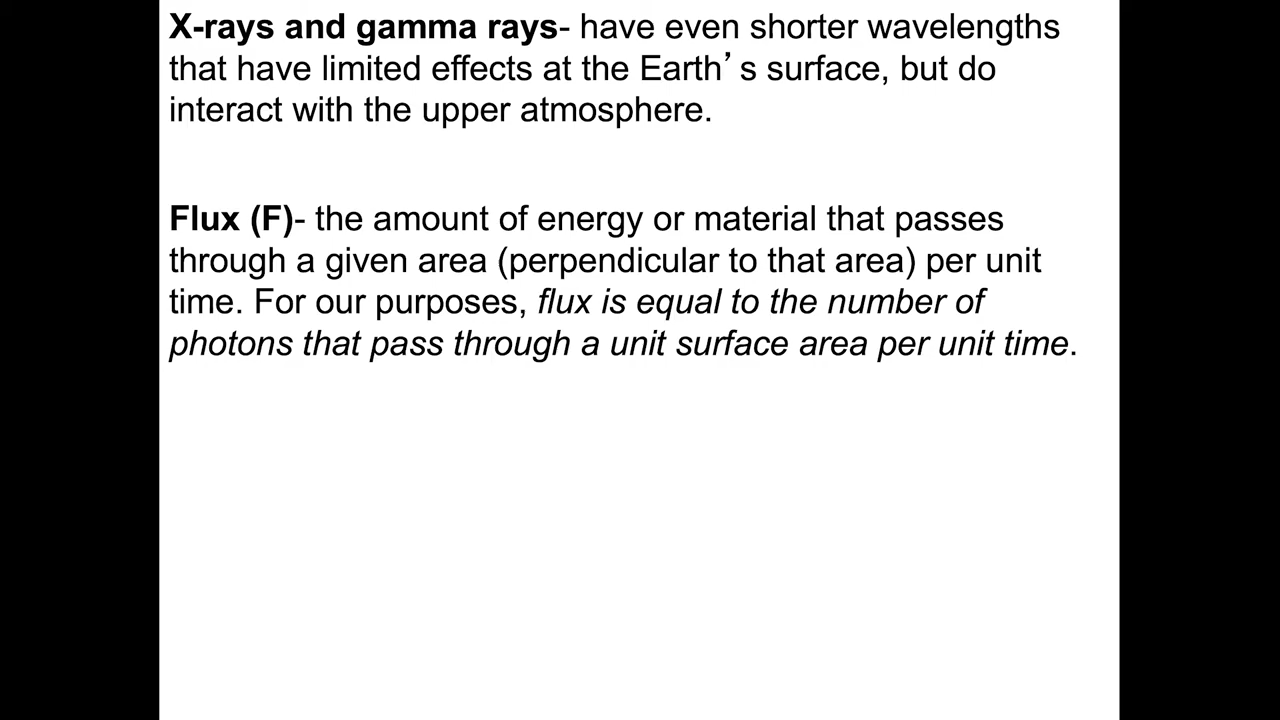 X-rays and gamma rays- have even shorter wavelengths
that have limited effects at the Earth’s surface, but do
interact with the upper atmosphere.
Flux (F)- the amount of energy or material that passes
through a given area (perpendicular to that area) per unit
time. For our purposes, flux is equal to the number of
photons that pass through a unit surface area per unit time.